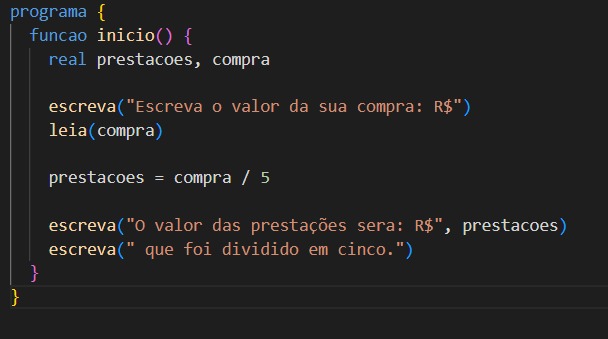 programa {
funcao inicio() {
real prestacoes, compra
escreva("Escreva o valor da sua compra: R$")
leia(compra)
prestacoes = compra / 5
escreva("O valor das prestações sera: R$", prestacoes)
escreva(" que foi dividido em cinco.")
}
}